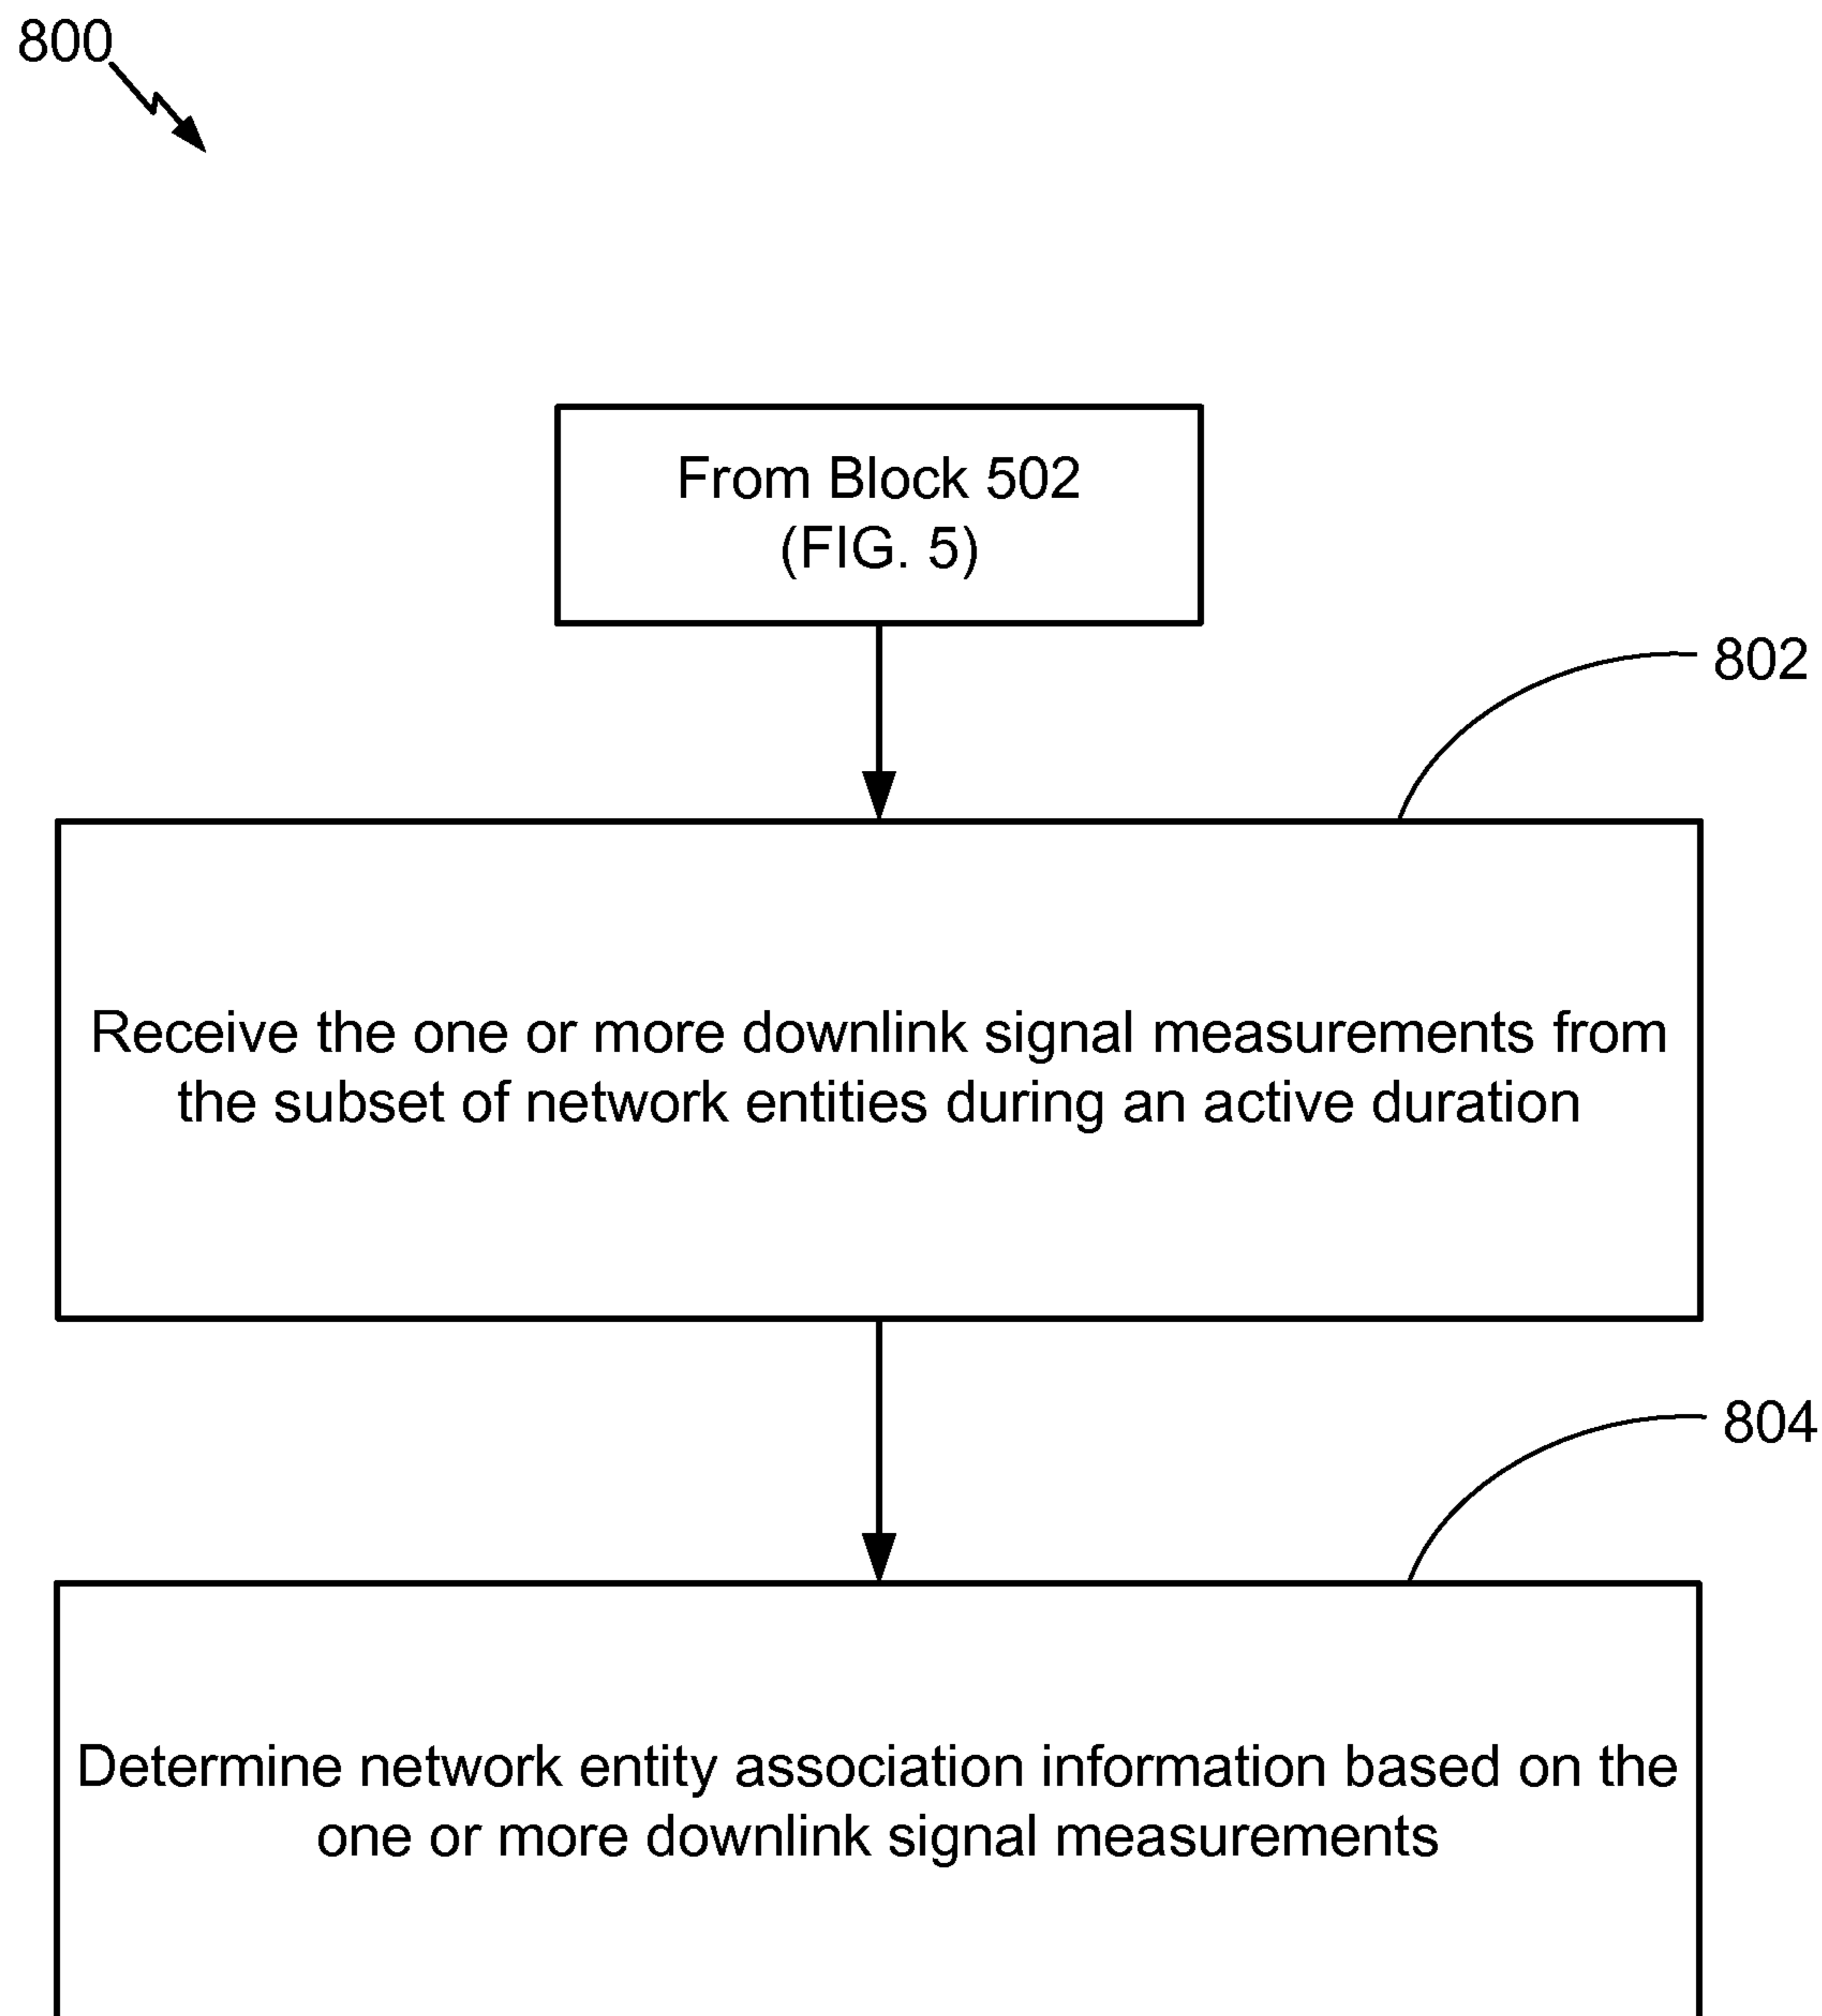 800
From Block 502
(FIG. 5)
802
Receive the one or more downlink signal measurements from
the subset of network entities during an active duration
804
Determine network entity association information based on the
one or more downlink signal measurements